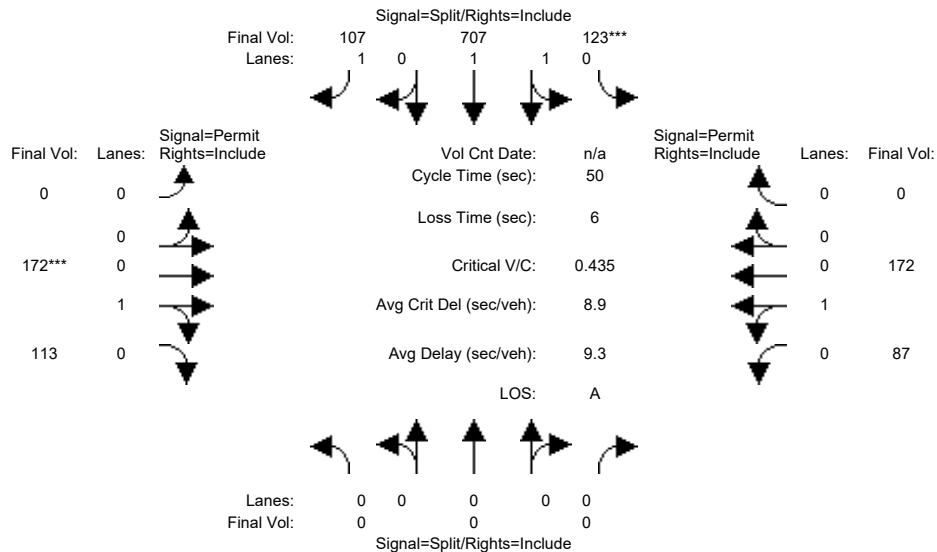 Signal=Split/Rights=Include
Final Vol: 107 707 123***
Lanes: 1 0 1 1 0
Signal=Permit
Final Vol: Lanes: Rights=Include
Vol Cnt Date: n/a
Signal=Permit
Rights=Include Lanes: Final Vol:
Cycle Time (sec): 50
0 0
0 0
Loss Time (sec): 6
0
0
172*** 0
Critical V/C: 0.435
0 172
1
Avg Crit Del (sec/veh): 8.9
1
113 0
Avg Delay (sec/veh): 9.3
0 87
LOS: A
Lanes: 0 0 0 0 0
Final Vol: 0 0 0
Signal=Split/Rights=Include